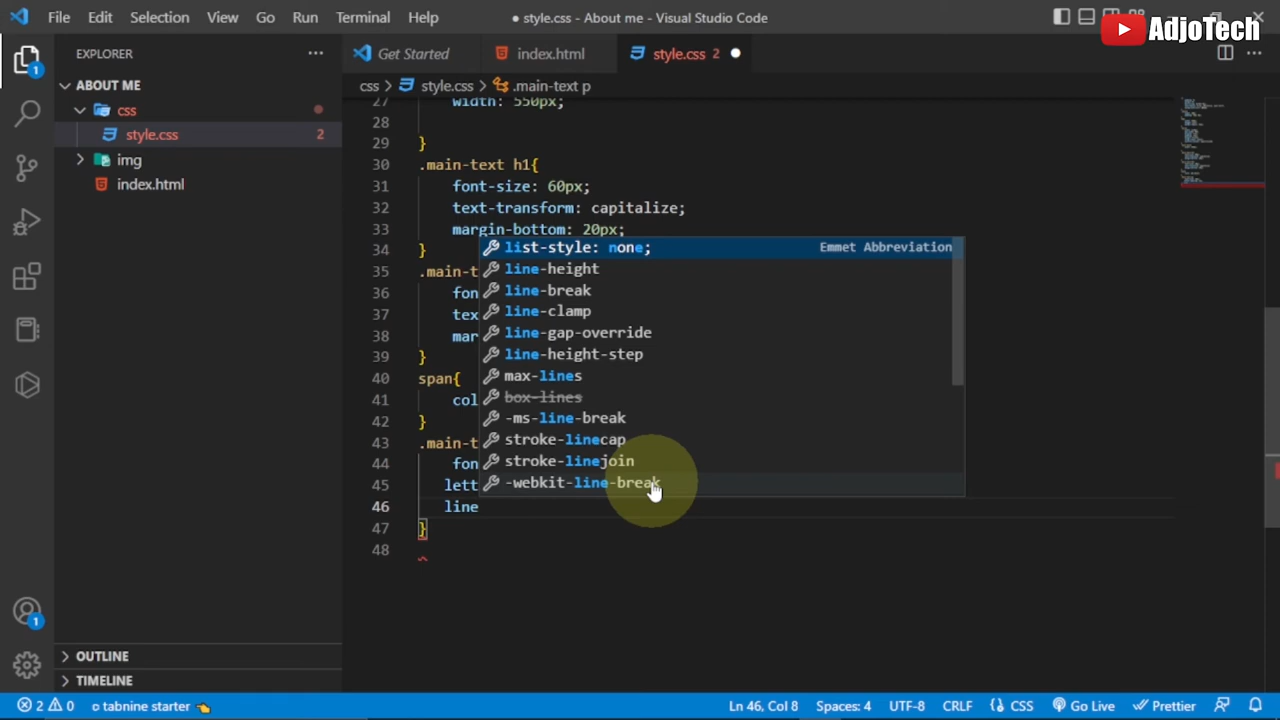 File Edit Selection View Go Run Terminal Help
● style.css - About me - Visual Studio Code
AdjoTech
EXPLORER
ABOUT ME
css
style.css 2
img
index.html
OUTLINE
TIMELINE
Get Started
index.html
style.css 2
css > style.css > .main-text p
27 width: 550px;
28
29 }
30 .main-text h1{
31 font-size: 60px;
32 text-transform: capitalize;
33 margin-bottom: 20px;
34 }
35 .main-t
36 fon
37 tex
38 mar
39 }
40 span{
41 col
42 }
43 .main-t
44 fon
45 lett
46 line
47 }
48
list-style: none; Emmet Abbreviation
line-height
line-break
line-clamp
line-gap-override
line-height-step
max-lines
box-lines
-ms-line-break
stroke-linecap
stroke-linejoin
-webkit-line-break
1
1
2 0 tabnine starter
Ln 46, Col 8 Spaces: 4 UTF-8 CRLF {} CSS Go Live Prettier